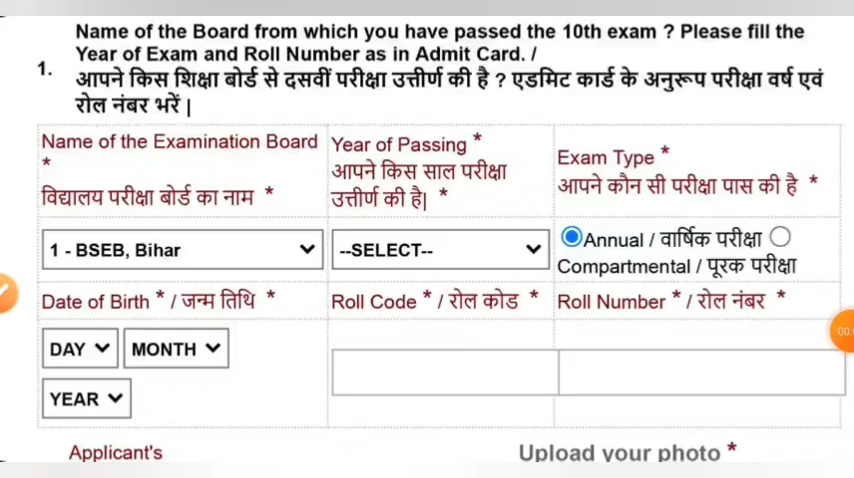 Name of the Board from which you have passed the 10th exam ? Please fill the
1. Year of Exam and Roll Number as in Admit Card. /
आपने किस शिक्षा बोर्ड से दसवीं परीक्षा उत्तीर्ण की है ? एडमिट कार्ड के अनुरूप परीक्षा वर्ष एवं
रोल नंबर भरें |
Name of the Examination Board
*
विद्यालय परीक्षा बोर्ड का नाम *
Year of Passing *
आपने किस साल परीक्षा
उत्तीर्ण की है| *
Exam Type *
आपने कौन सी परीक्षा पास की है *
1 - BSEB, Bihar
--SELECT--
Annual / वार्षिक परीक्षा
Compartmental / पूरक परीक्षा
Date of Birth * / जन्म तिथि *
Roll Code * / रोल कोड *
Roll Number * / रोल नंबर *
DAY MONTH
YEAR
Applicant's
Upload your photo *